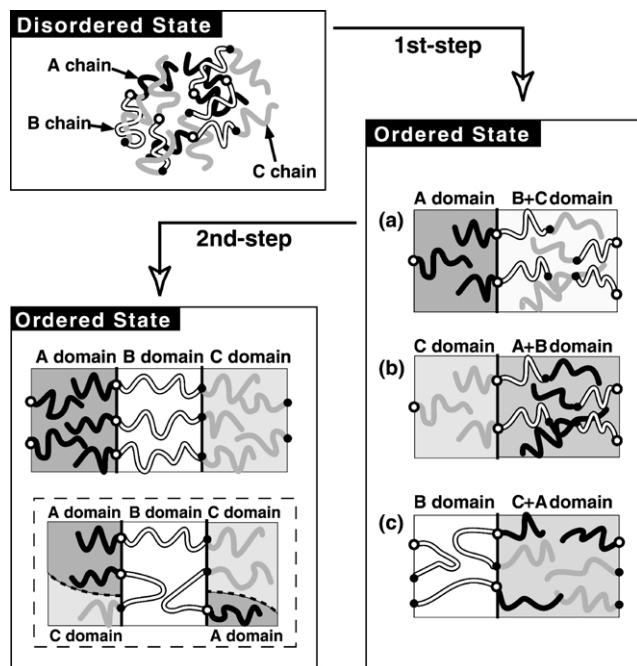 Disordered State
A chain
B chain
C chain
1st-step
Ordered State
A domain B+C domain
(a)
C domain A+B domain
(b)
B domain C+A domain
(c)
2nd-step
Ordered State
A domain B domain C domain
A domain B domain C domain
C domain A domain